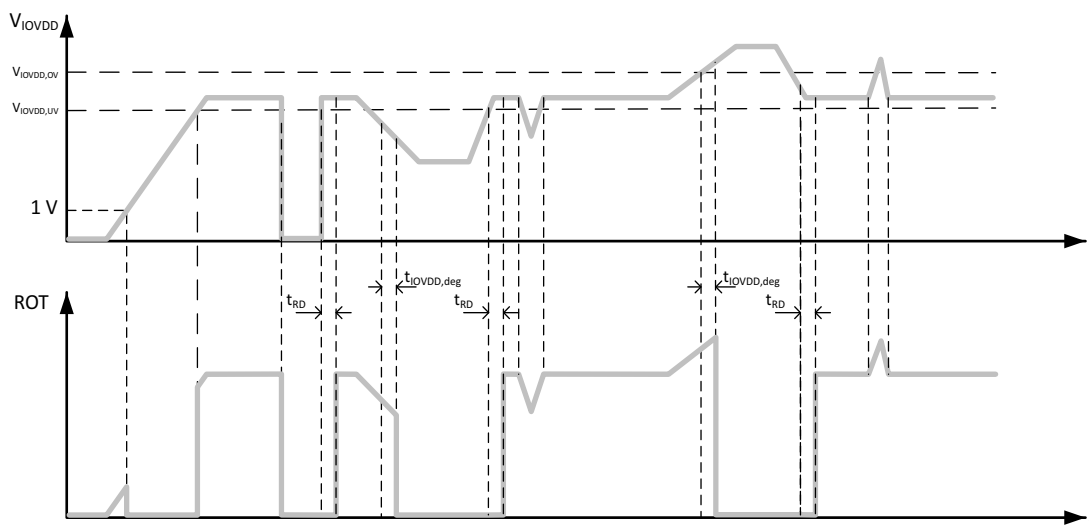 VIOVDD
VIOVDD,OV
VIOVDD,UV
1 V
ROT
tRD
tIOVDD,deg
tRD
tIOVDD,deg
tRD